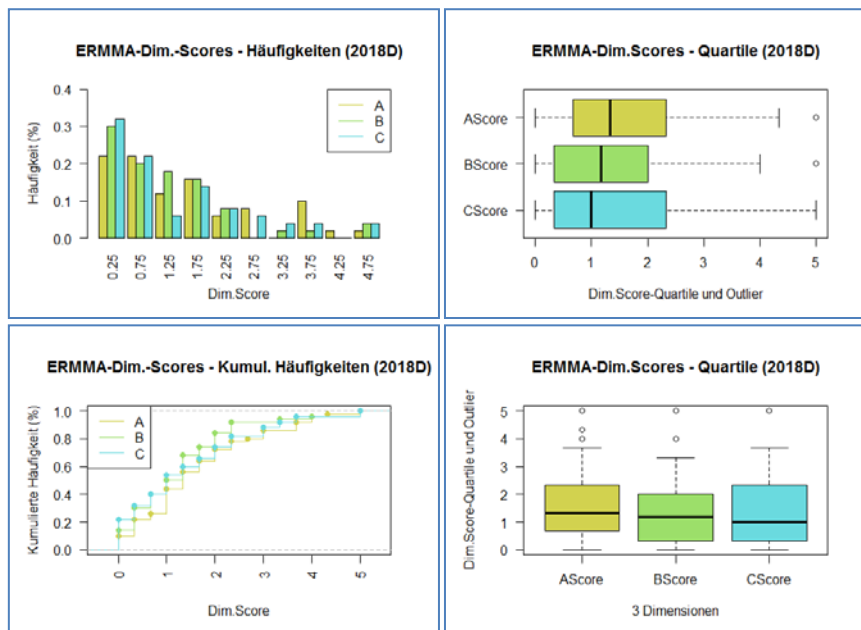 ERMMA-Dim.-Scores - Häufigkeiten (2018D)
Häufigkeit (%)
0.4
0.3
0.2
0.1
0.0
A
B
C
0.25
0.75
1.25
1.75
2.25
2.75
3.25
3.75
4.25
4.75
Dim.Score
ERMMA-Dim.Scores - Quartile (2018D)
AScore
BScore
CScore
0
1
2
3
4
5
Dim.Score-Quartile und Outlier
ERMMA-Dim.-Scores - Kumul. Häufigkeiten (2018D)
Kumulierte Häufigkeit (%)
1.0
0.8
0.6
0.4
0.2
0.0
A
B
C
0
1
2
3
4
5
Dim.Score
ERMMA-Dim.Scores - Quartile (2018D)
Dim.Score-Quartile und Outlier
5
4
3
2
1
0
AScore
BScore
CScore
3 Dimensionen